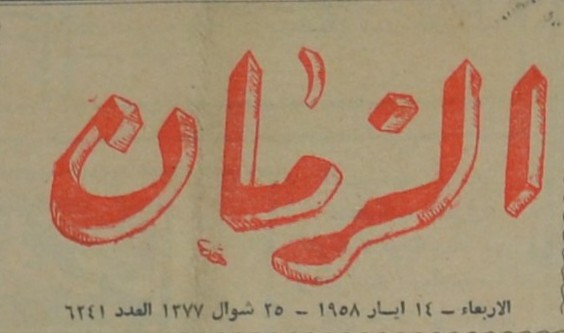 الزمان
الاربعاء - ١٤ ايار ١٩٥٨ - ٢٥ شوال ١٣٧٧ العدد ٦٢٤١